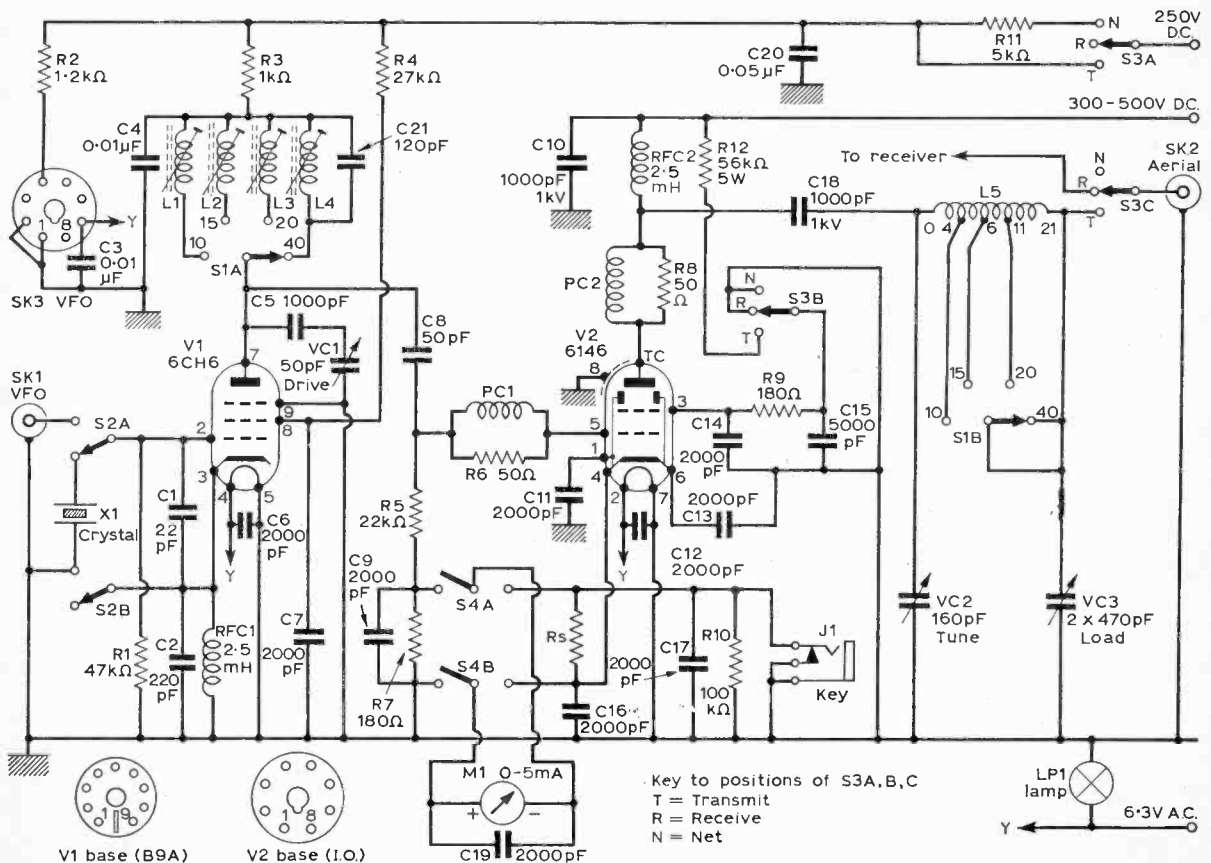 R2
1·2kΩ
R3
1kΩ
R4
27kΩ
C20
0·05µF
R11
5kΩ
N
R
T
S3A
250V
D.C.
300-500V D.C.
C4
0·01µF
L1
L2
L3
L4
15
20
10
40
S1A
C21
120pF
1
8
Y
C3
0·01
µF
SK3 VFO
C10
1000pF
1kV
RFC2
2·5
mH
R12
56kΩ
5W
To receiver
N
R
T
S3C
SK2
Aerial
C18
1000pF
1kV
L5
0
4
6
11
21
C5 1000pF
V1
6CH6
7
50pF
VC1
Drive
C8
50pF
PC2
R8
50
Ω
N
R
T
S3B
V2
6146
8
TC
SK1
VFO
S2A
2
9
8
3
4
5
PC1
R6 50Ω
5
1
4
3
2
7
6
R9
180Ω
C14
2000
pF
C15
5000
pF
15
20
10
40
S1B
X1
Crystal
C1
22
pF
C6
2000
pF
Y
R5
22kΩ
C11
2000pF
2000pF
C13
Y
C12
2000pF
S2B
R1
47kΩ
C2
220
pF
RFC1
2·5
mH
C7
2000
pF
C9
2000
pF
R7
180Ω
S4A
S4B
Rs
C16
2000pF
C17
2000
pF
R10
100
kΩ
J1
Key
VC2
160pF
Tune
VC3
2 x 470pF
Load
1
9
V1 base (B9A)
1
8
V2 base (I.O.)
M1 0-5mA
+
−
C19 2000pF
Key to positions of S3A,B,C
T = Transmit
R = Receive
N = Net
LP1
lamp
Y
6·3V A.C.